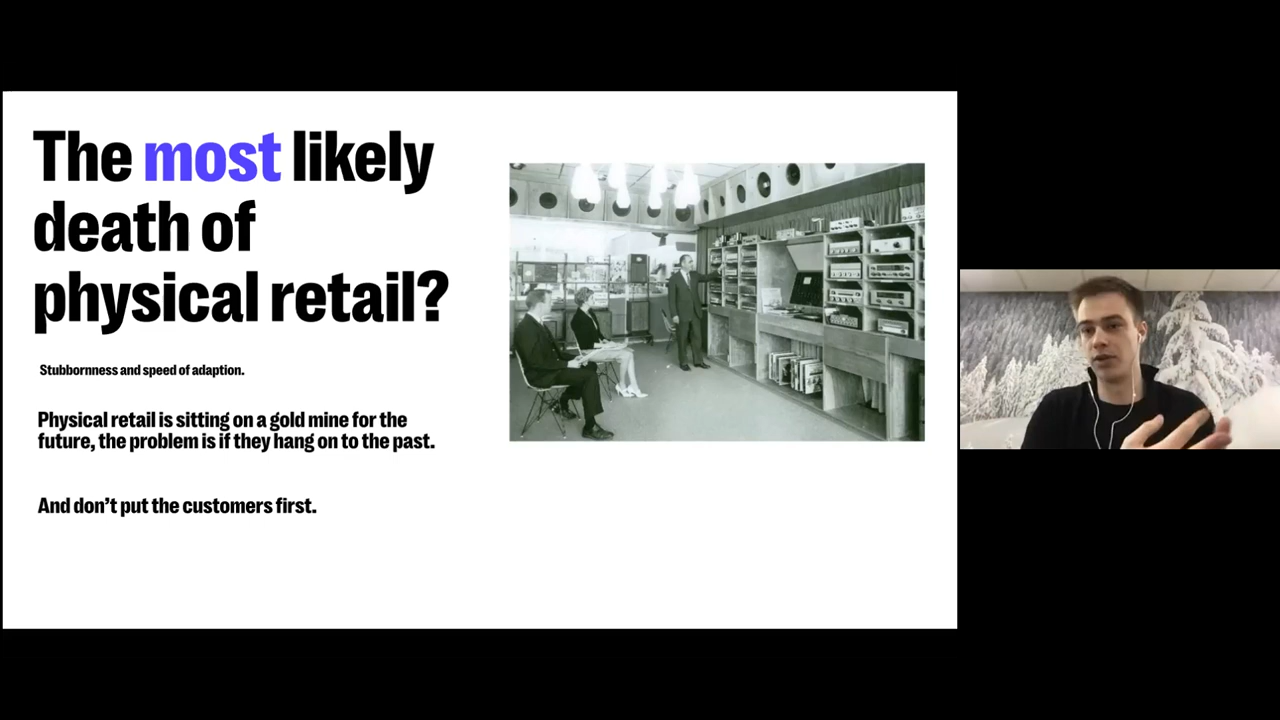 The most likely
death of
physical retail?
Stubbornness and speed of adaption.
Physical retail is sitting on a gold mine for the
future, the problem is if they hang on to the past.
And don’t put the customers first.